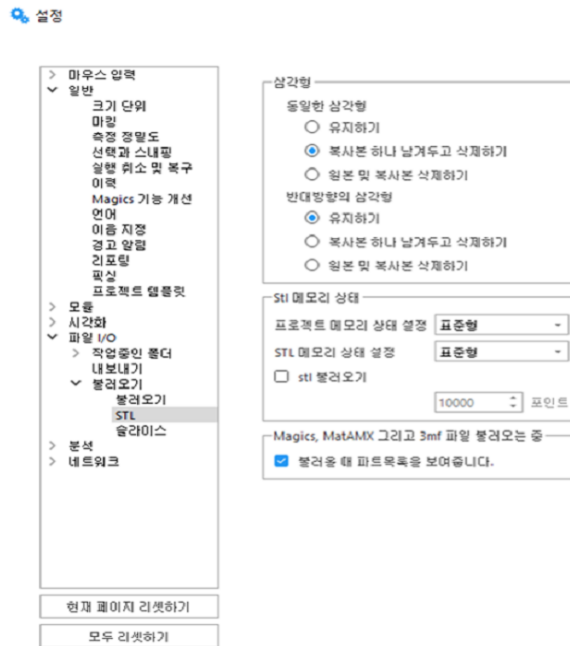 설정
마우스 입력
일반
크기 단위
마킹
측정 정밀도
선택과 스내핑
실행 취소 및 복구
이력
Magics 기능 개선
언어
이음 지정
경고 알림
리포팅
픽싱
프로젝트 템플릿
모듈
시각화
파일 I/O
작업중인 폴더
내보내기
불러오기
불러오기
STL
슬라이스
분석
네트워크
현재 페이지 리셋하기
모두 리셋하기
삼각형
동일한 삼각형
유지하기
복사본 하나 남겨두고 삭제하기
원본 및 복사본 삭제하기
반대방향의 삼각형
유지하기
복사본 하나 남겨두고 삭제하기
원본 및 복사본 삭제하기
Stl 메모리 상태
프로젝트 메모리 상태 설정 표준형
STL 메모리 상태 설정 표준형
stl 불러오기
10000 포인트
Magics, MatAMX 그리고 3mf 파일 불러오는 중
불러올 때 파트목록을 보여줍니다.